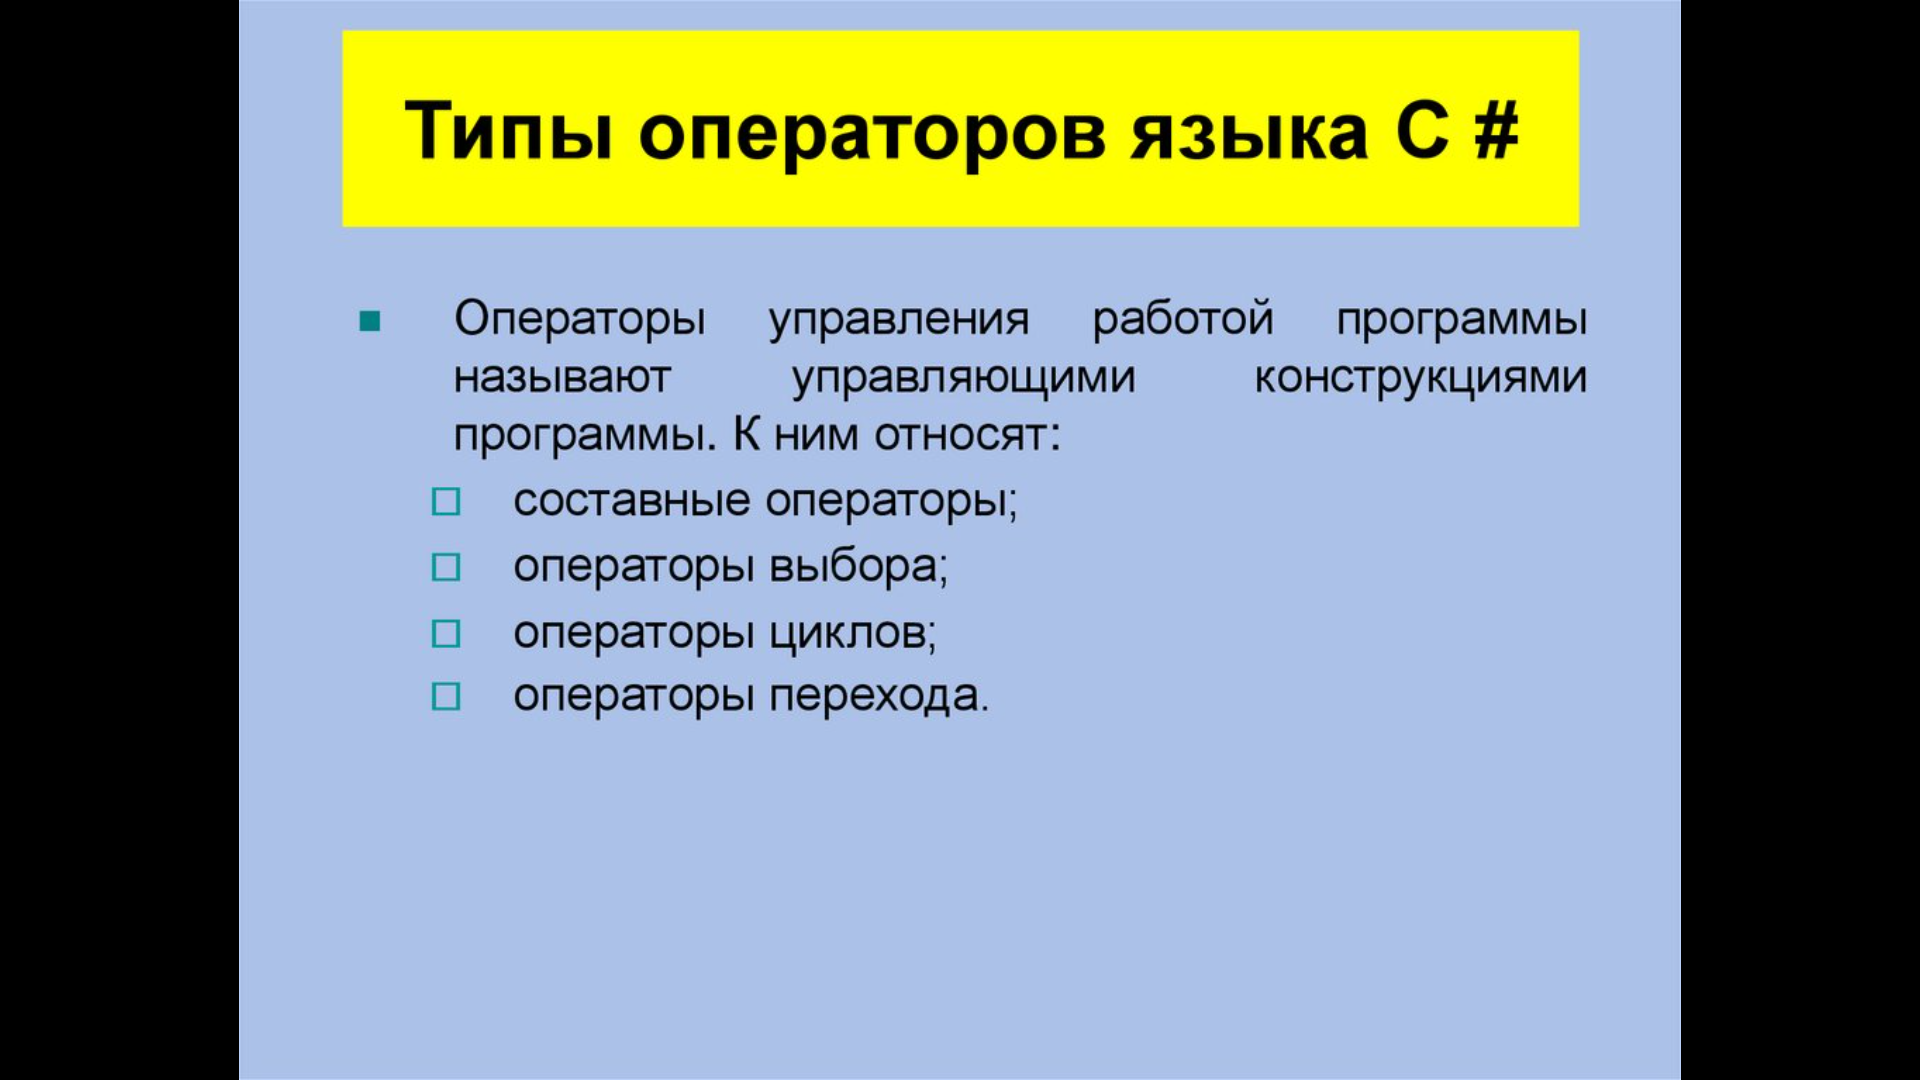 Типы операторов языка C #
Операторы управления работой программы
называют управляющими конструкциями
программы. К ним относят:
составные операторы;
операторы выбора;
операторы циклов;
операторы перехода.